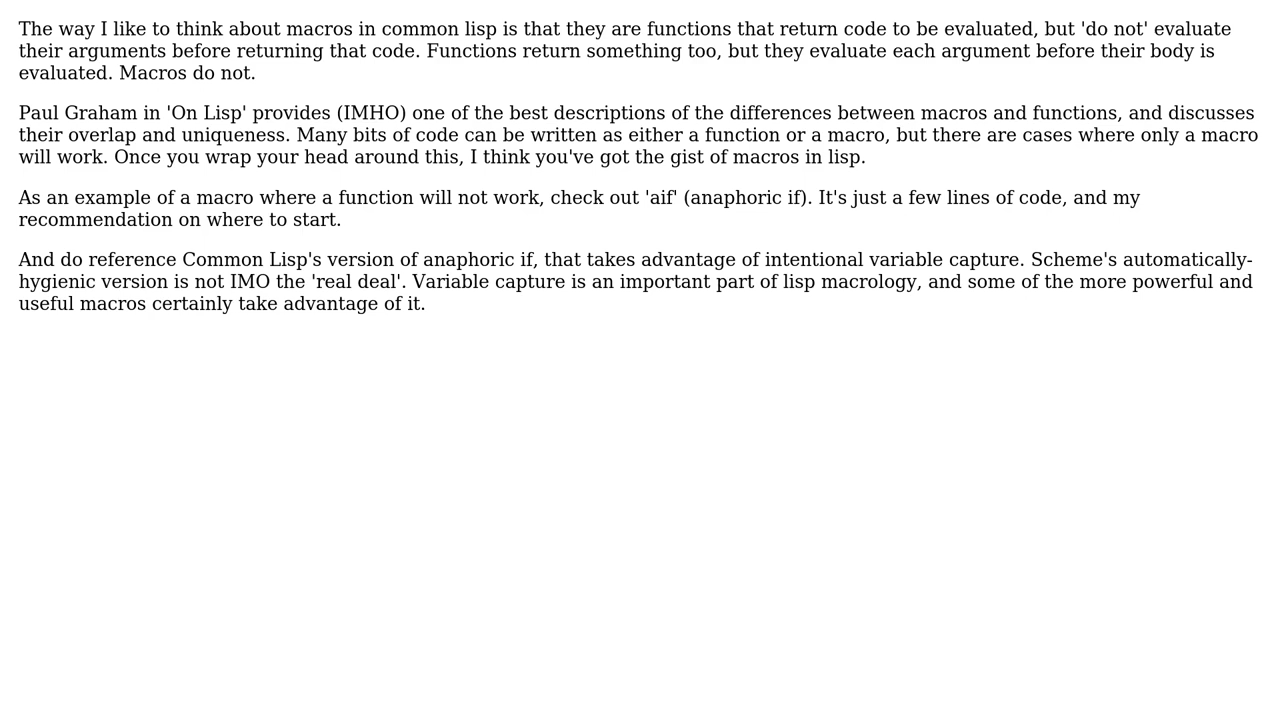 The way I like to think about macros in common lisp is that they are functions that return code to be evaluated, but 'do not' evaluate
their arguments before returning that code. Functions return something too, but they evaluate each argument before their body is
evaluated. Macros do not.
Paul Graham in 'On Lisp' provides (IMHO) one of the best descriptions of the differences between macros and functions, and discusses
their overlap and uniqueness. Many bits of code can be written as either a function or a macro, but there are cases where only a macro
will work. Once you wrap your head around this, I think you've got the gist of macros in lisp.
As an example of a macro where a function will not work, check out 'aif' (anaphoric if). It's just a few lines of code, and my
recommendation on where to start.
And do reference Common Lisp's version of anaphoric if, that takes advantage of intentional variable capture. Scheme's automatically-
hygienic version is not IMO the 'real deal'. Variable capture is an important part of lisp macrology, and some of the more powerful and
useful macros certainly take advantage of it.